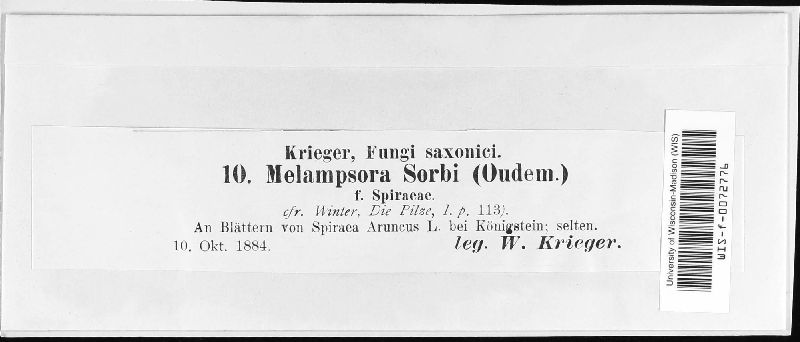 Krieger, Fungi saxonici.
10. Melampsora Sorbi (Oudem.)
f. Spiraeae.
cfr. Winter, Die Pilze, I. p. 113).
An Blättern von Spiraea Aruncus L. bei Königstein; selten.
10. Okt. 1884.
leg. W. Krieger.
University of Wisconsin-Madison (WIS)
WIS-f-0072776